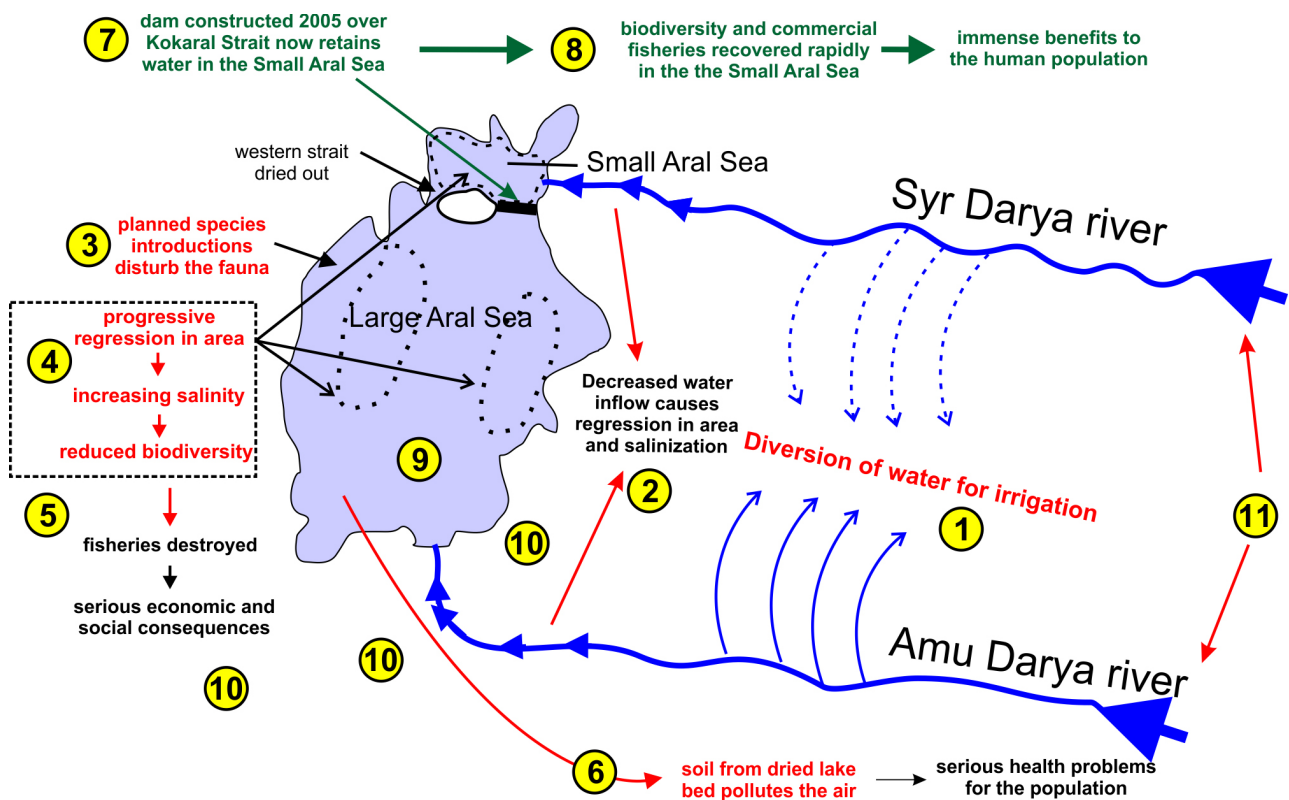 7
dam constructed 2005 over
Kokaral Strait now retains
water in the Small Aral Sea
8
biodiversity and commercial
fisheries recovered rapidly
in the the Small Aral Sea
immense benefits to
the human population
western strait
dried out
Small Aral Sea
Syr Darya river
3
planned species
introductions
disturb the fauna
4
progressive
regression in area
increasing salinity
reduced biodiversity
Large Aral Sea
Decreased water
inflow causes
regression in area
and salinization
2
Diversion of water for irrigation
1
11
9
5
fisheries destroyed
serious economic and
social consequences
10
10
10
Amu Darya river
6
soil from dried lake
bed pollutes the air
serious health problems
for the population